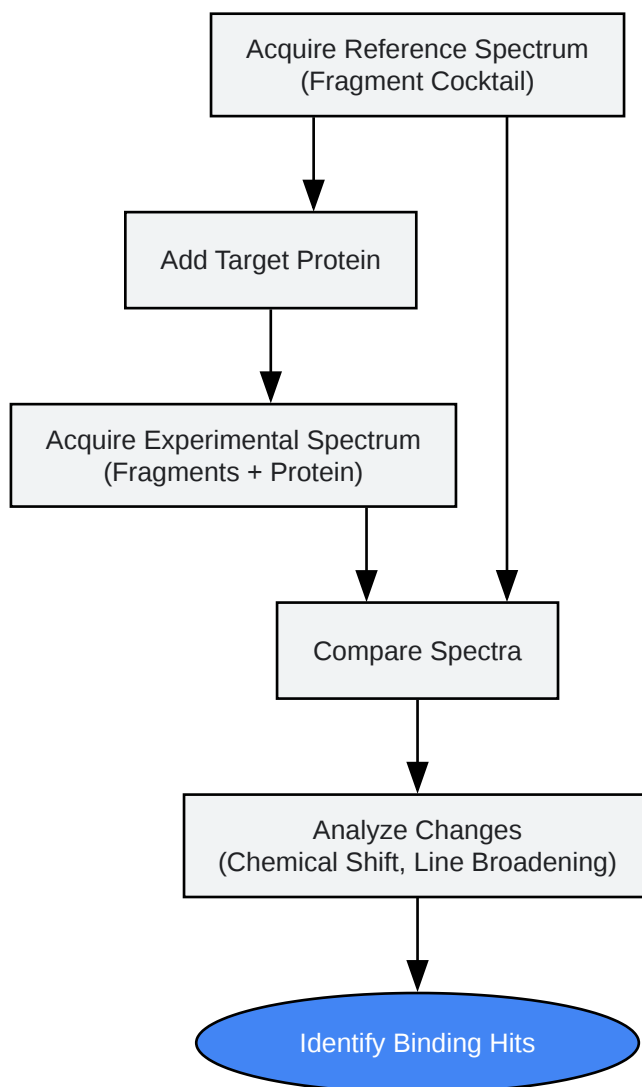 Acquire Reference Spectrum
(Fragment Cocktail)
Add Target Protein
Acquire Experimental Spectrum
(Fragments + Protein)
Compare Spectra
Analyze Changes
(Chemical Shift, Line Broadening)
Identify Binding Hits